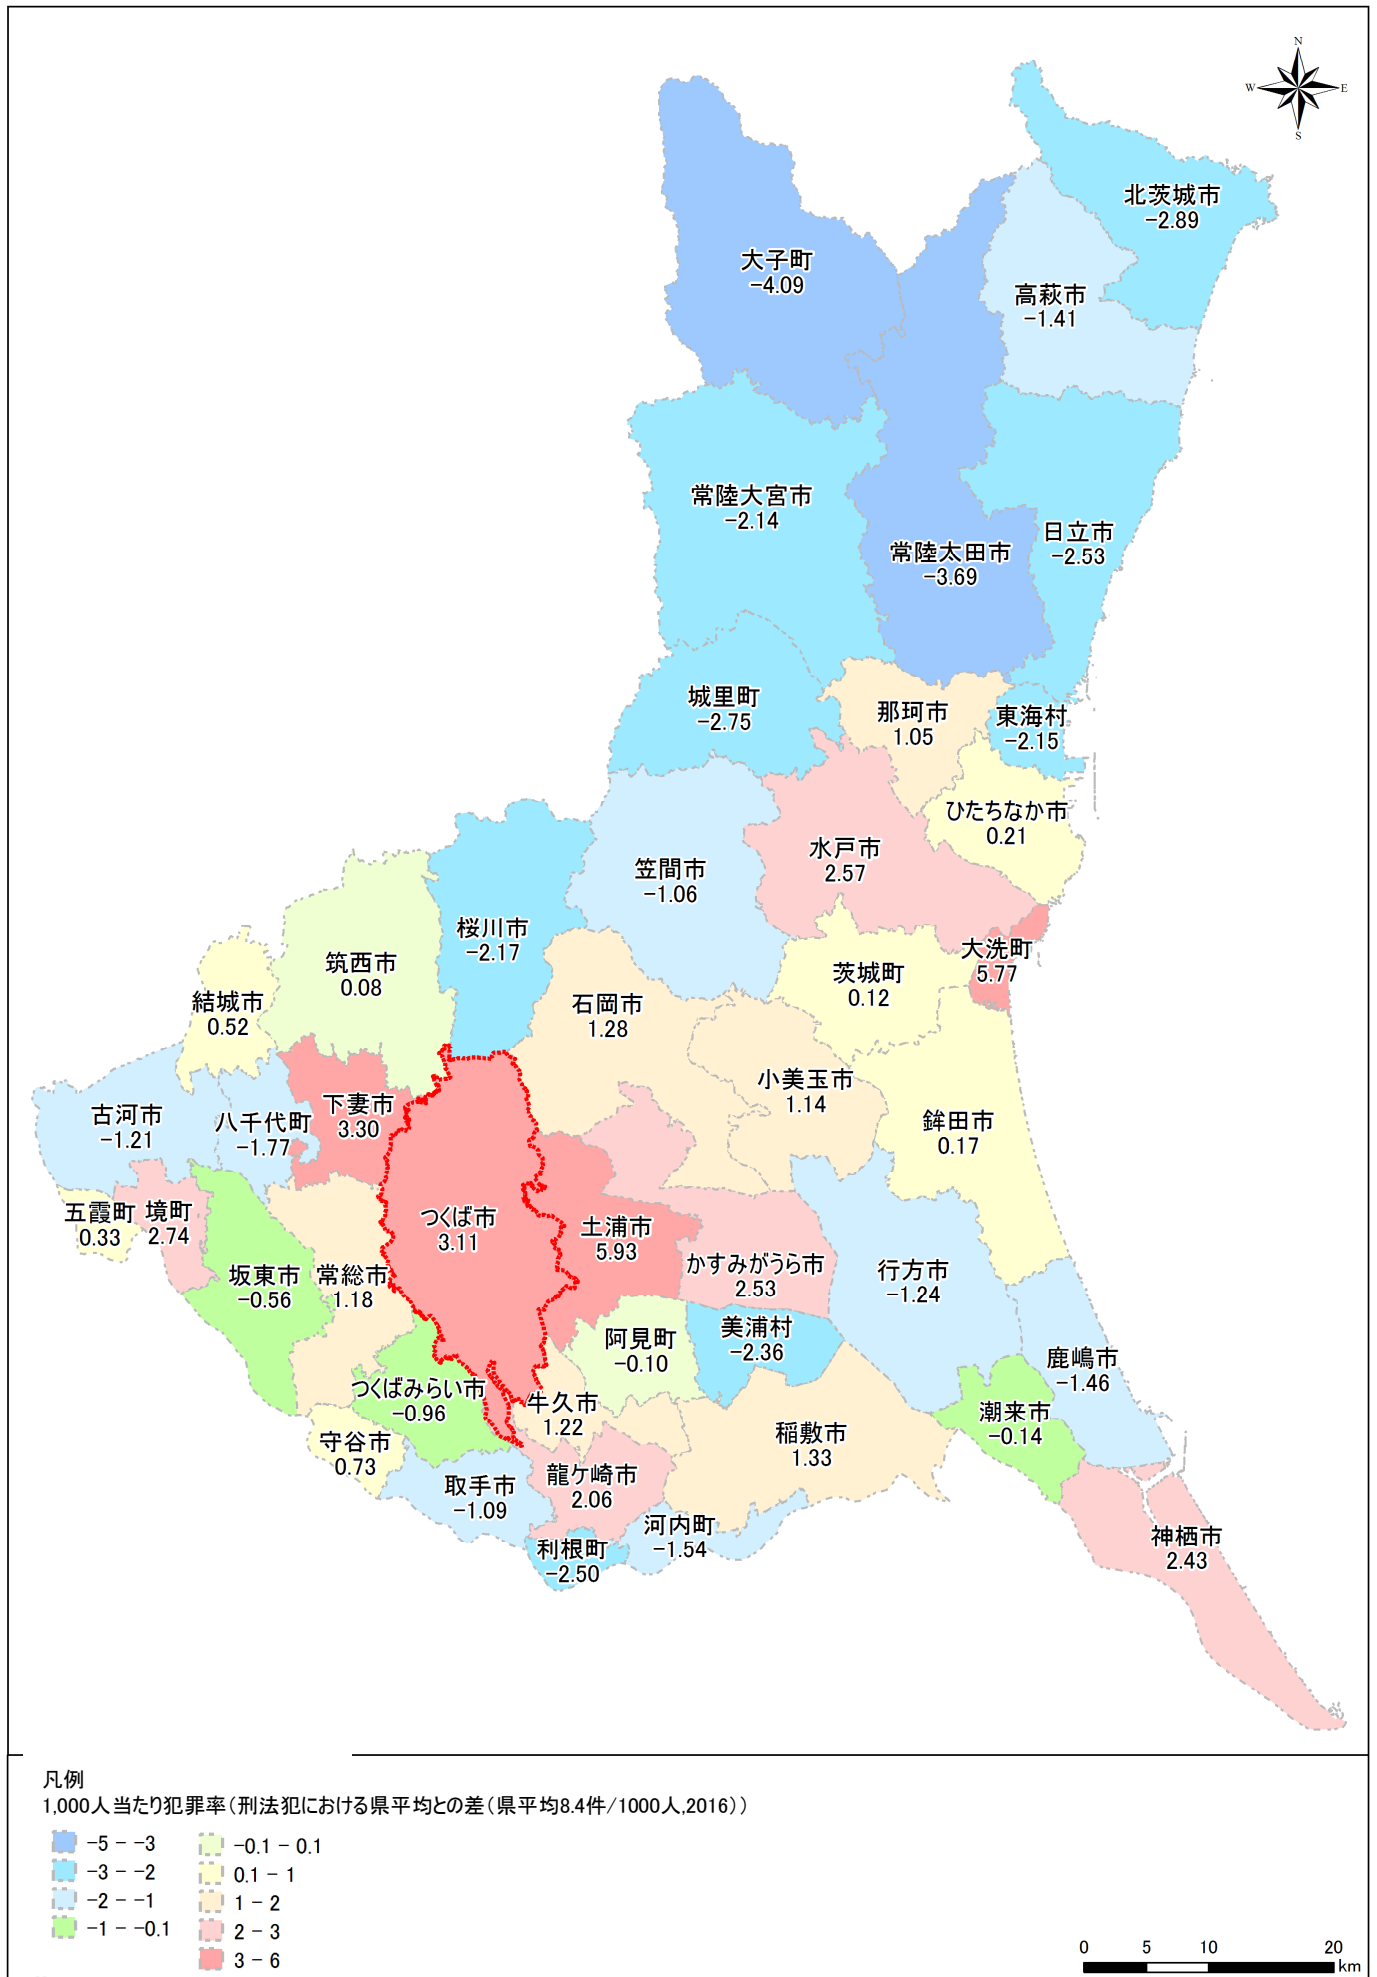 N
W
E
S
北茨城市
-2.89
大子町
-4.09
高萩市
-1.41
常陸大宮市
-2.14
日立市
-2.53
常陸太田市
-3.69
城里町
-2.75
那珂市
1.05
東海村
-2.15
ひたちなか市
0.21
水戸市
2.57
笠間市
-1.06
桜川市
-2.17
大洗町
5.77
筑西市
0.08
茨城町
0.12
結城市
0.52
石岡市
1.28
小美玉市
1.14
下妻市
3.30
古河市
-1.21
八千代町
-1.77
鉾田市
0.17
五霞町
0.33
境町
2.74
つくば市
3.11
土浦市
5.93
かすみがうら市
2.53
行方市
-1.24
坂東市
-0.56
常総市
1.18
阿見町
-0.10
美浦村
-2.36
鹿嶋市
-1.46
つくばみらい市
-0.96
牛久市
1.22
潮来市
-0.14
稲敷市
1.33
守谷市
0.73
取手市
-1.09
龍ケ崎市
2.06
河内町
-1.54
利根町
-2.50
神栖市
2.43
凡例
1,000人当たり犯罪率(刑法犯における県平均との差(県平均8.4件/1000人,2016))
-5 - -3
-3 - -2
-2 - -1
-1 - -0.1
-0.1 - 0.1
0.1 - 1
1 - 2
2 - 3
3 - 6
0 5 10 20
km